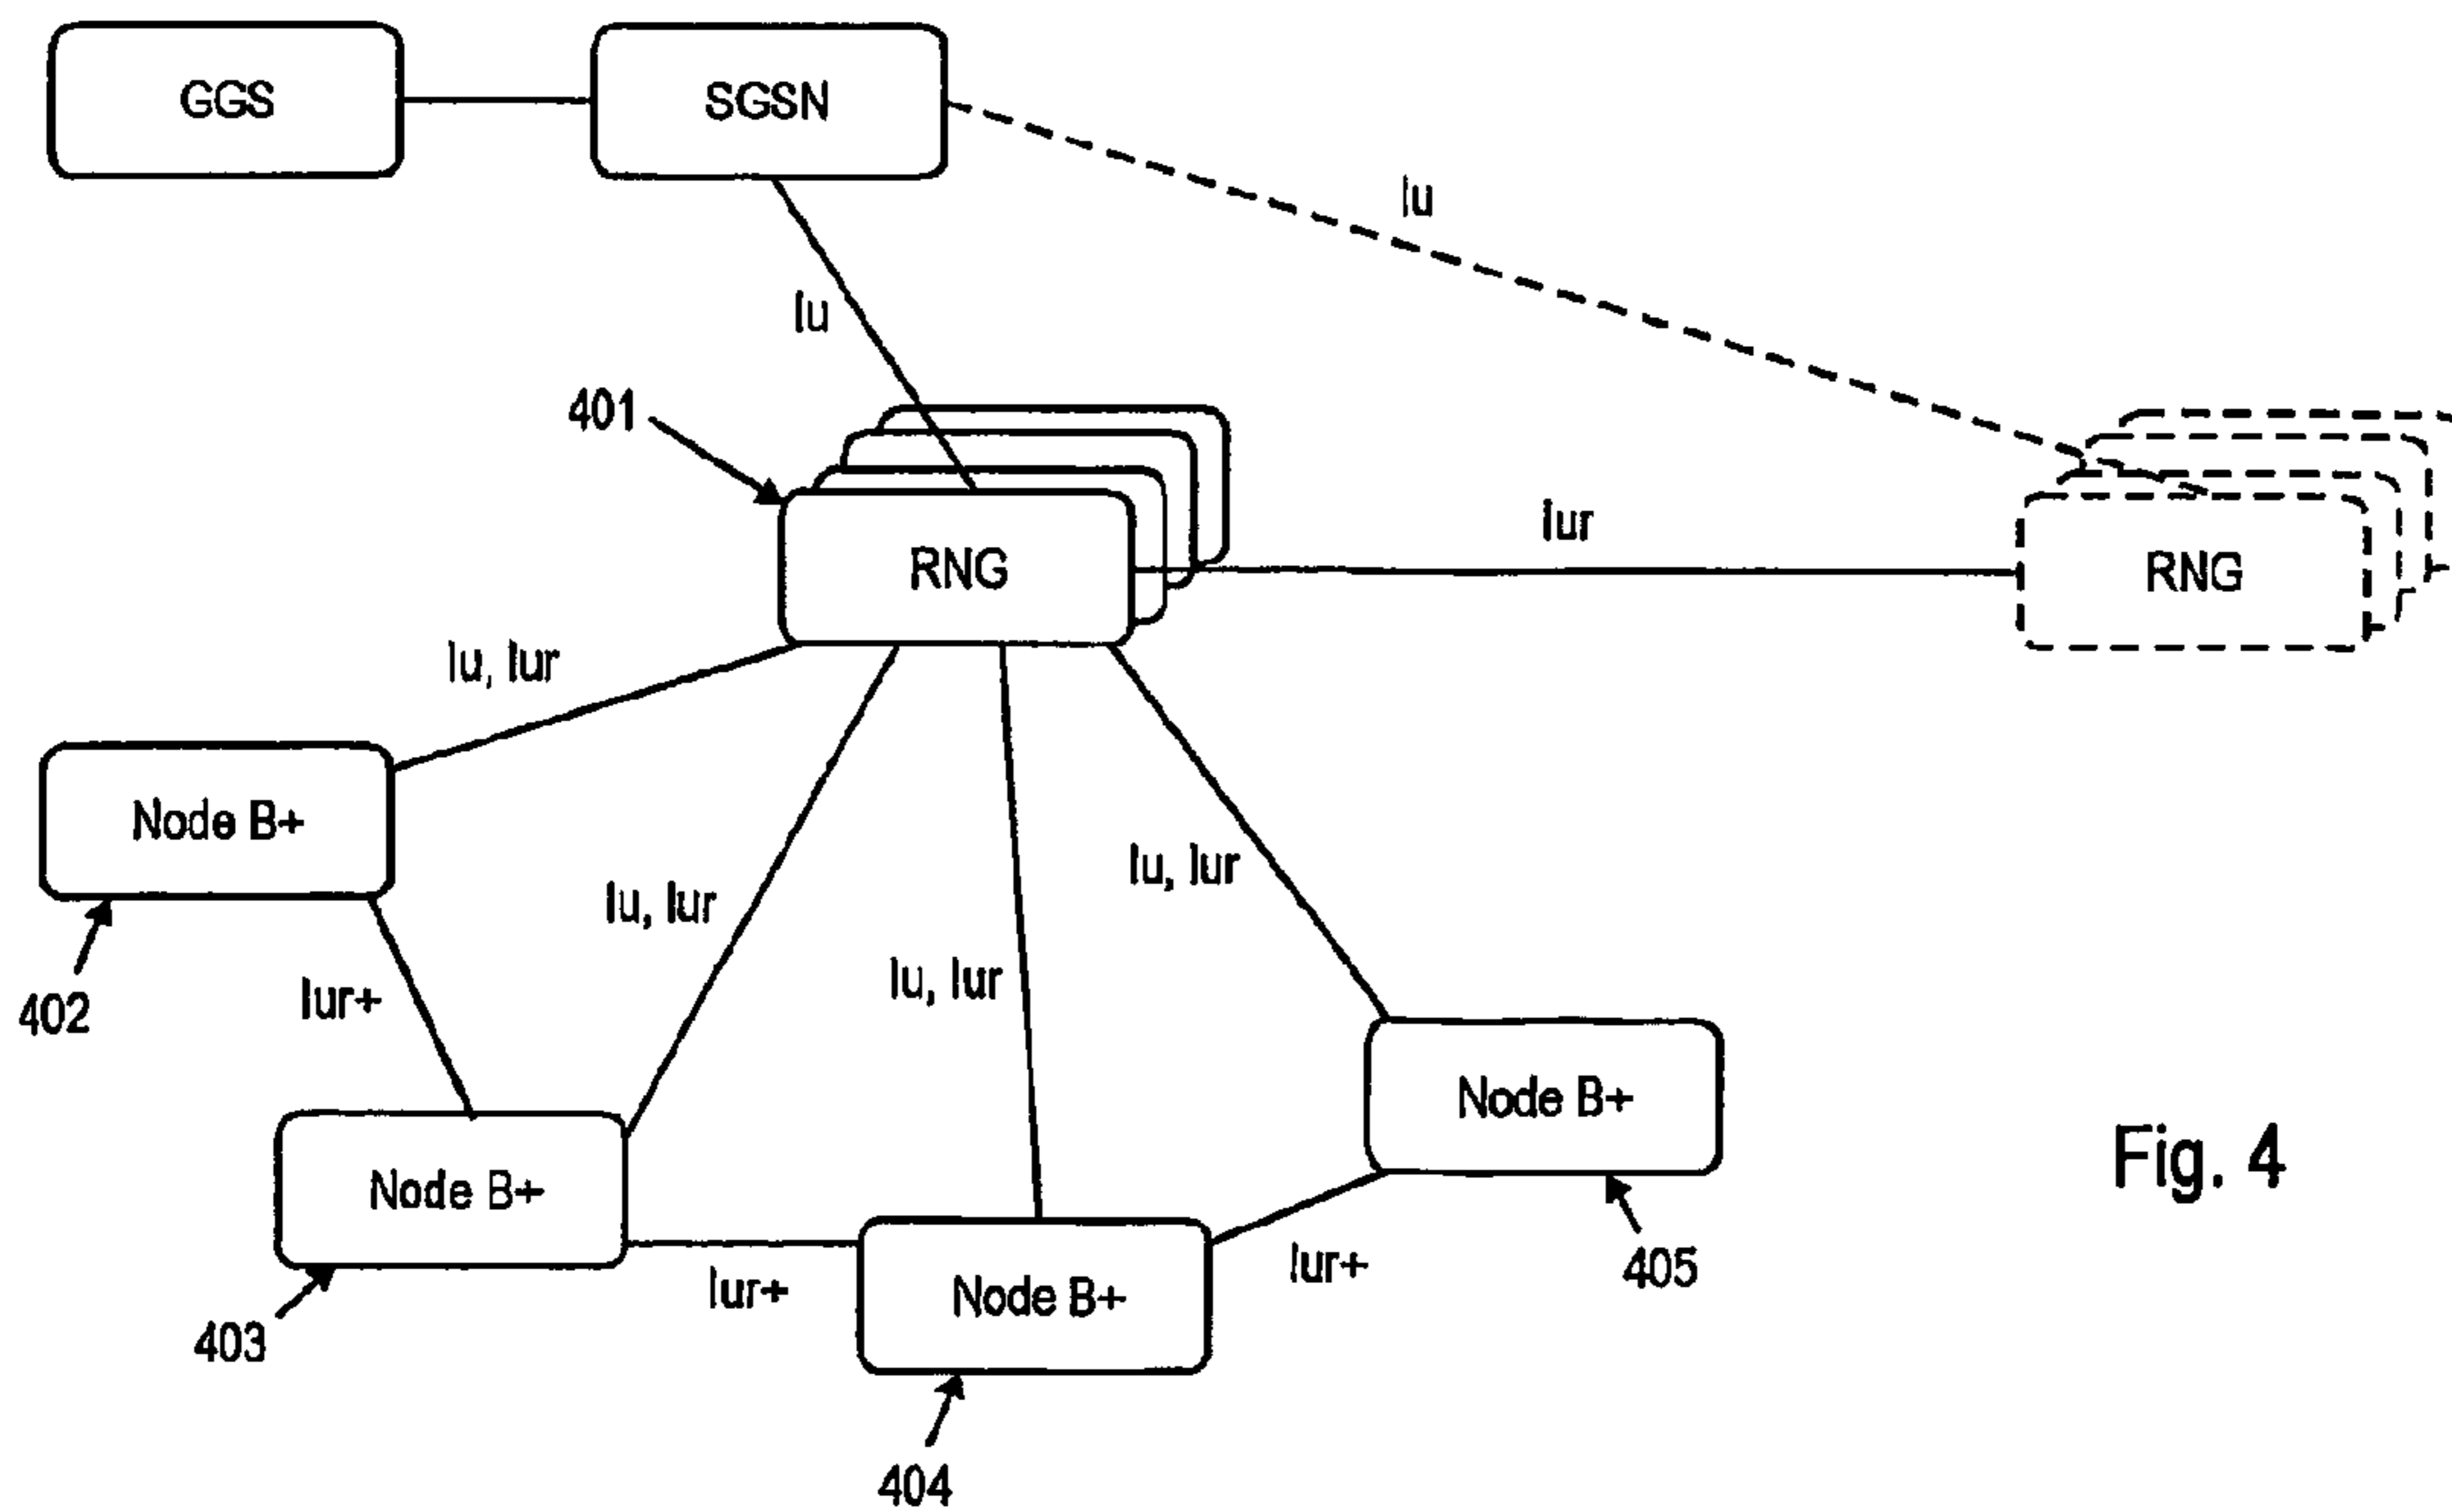 GGS
SGSN
Iu
Iu
401
RNG
Iur
RNG
Iu, Iur
Node B+
Iu, Iur
Iu, Iur
Iu, Iur
402
Iur+
Node B+
Node B+
Fig. 4
Iur+
Node B+
Iur+
405
403
404